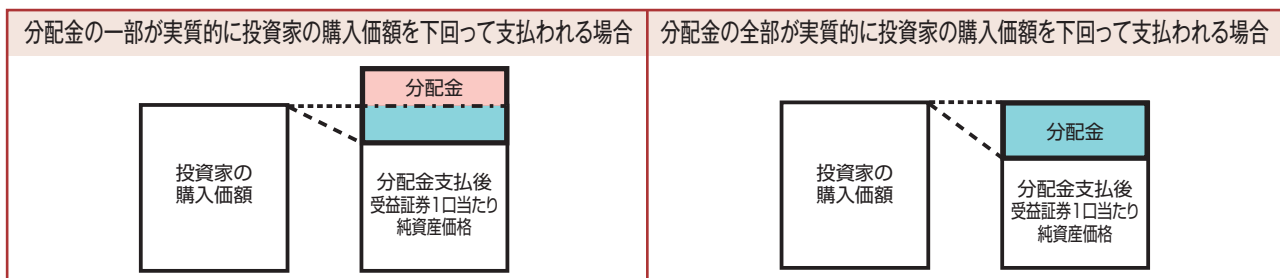 分配金の一部が実質的に投資家の購入価額を下回って支払われる場合
分配金
投資家の
購入価額
分配金支払後
受益証券1口当たり
純資産価格
分配金の全部が実質的に投資家の購入価額を下回って支払われる場合
分配金
投資家の
購入価額
分配金支払後
受益証券1口当たり
純資産価格